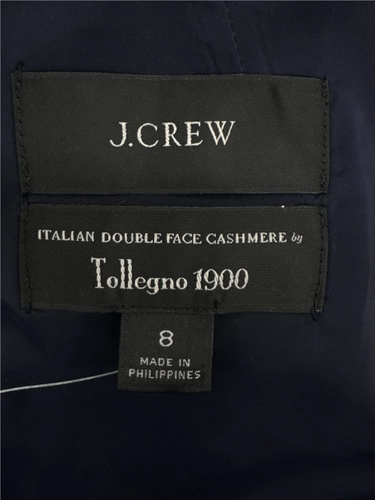 J.CREW
ITALIAN DOUBLE FACE CASHMERE by
Tollegno 1900
8
MADE IN
PHILIPPINES